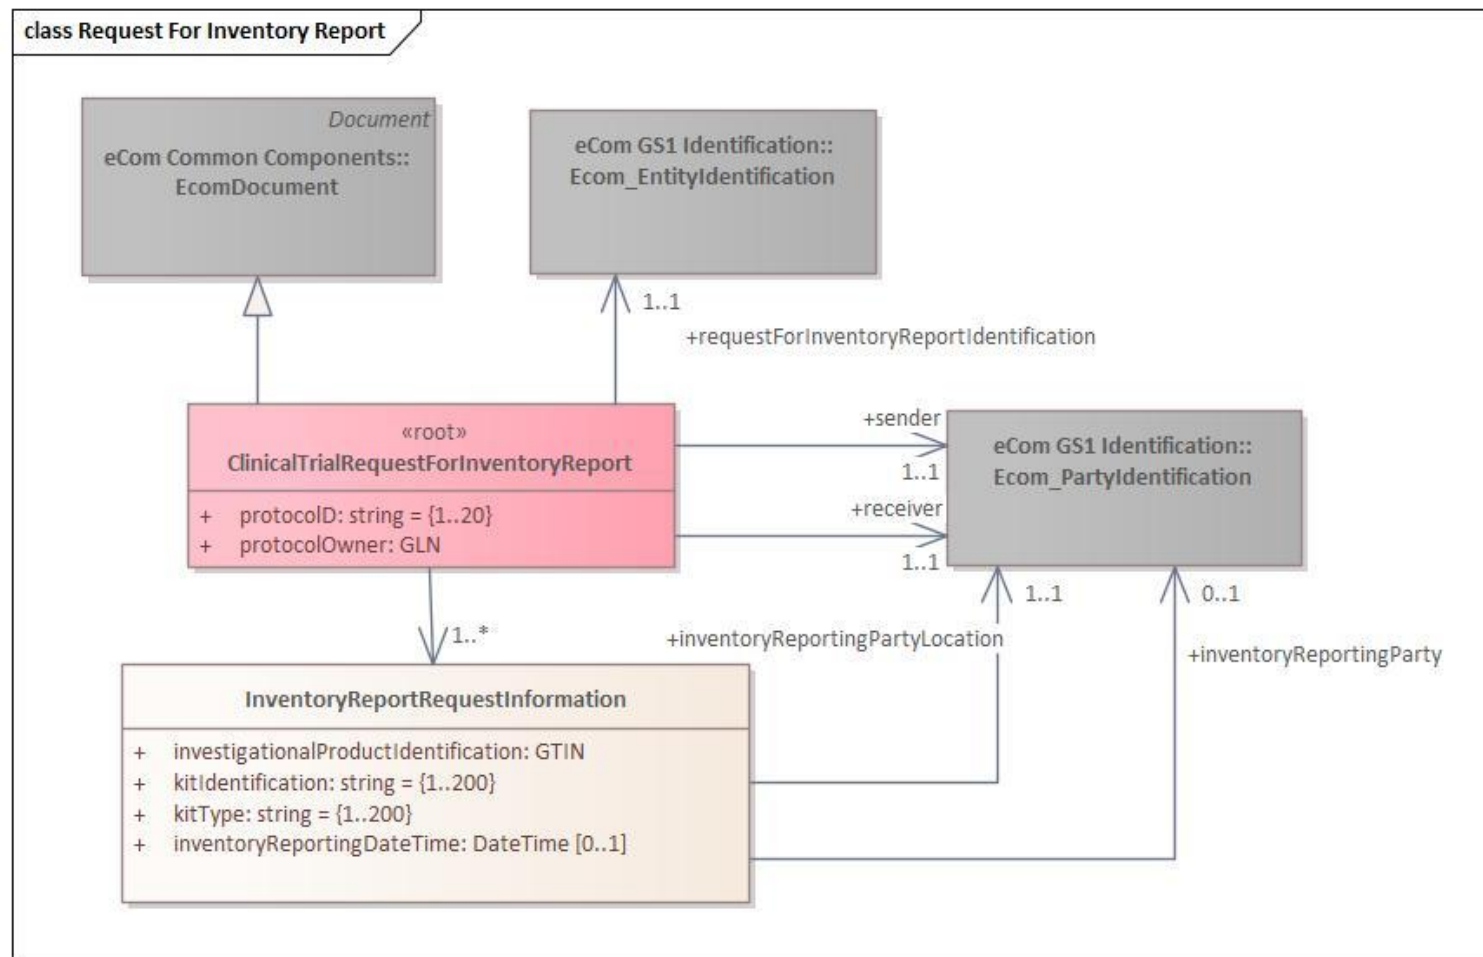 class Request For Inventory Report
Document
eCom Common Components::
EcomDocument
eCom GS1 Identification::
Ecom_EntityIdentification
1..1
+requestForInventoryReportIdentification
«root»
ClinicalTrialRequestForInventoryReport
+ protocolD: string = {1..20}
+ protocolOwner: GLN
+sender
1..1
+receiver
1..1
eCom GS1 Identification::
Ecom_PartyIdentification
1..1
0..1
1..*
+inventoryReportingPartyLocation
+inventoryReportingParty
InventoryReportRequestInformation
+ investigationalProductIdentification: GTIN
+ kitIdentification: string = {1..200}
+ kitType: string = {1..200}
+ inventoryReportingDateTime: DateTime [0..1]